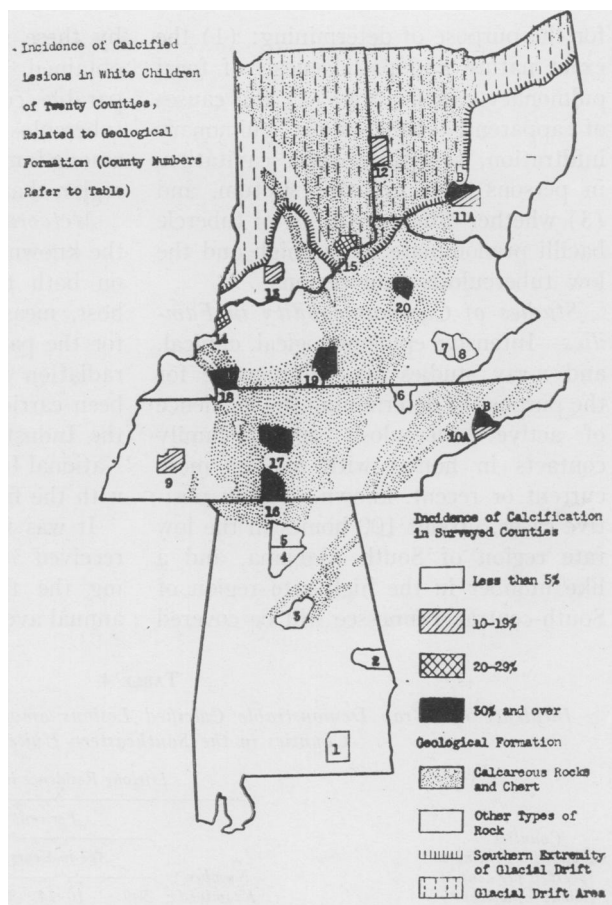 Incidence of Calcified
Lesions in White Children
of Twenty Counties,
Related to Geological
Formation (County Numbers
Refer to Table)
12
B
11A
15
13
20
14
7
8
19
18
6
B
10A
9
17
16
5
4
3
2
1
Incidence of Calcification
in Surveyed Counties
Less than 5%
10-19%
20-29%
30% and over
Geological Formation
Calcareous Rocks
and Chert
Other Types of
Rock
Southern Extremity
of Glacial Drift
Glacial Drift Area